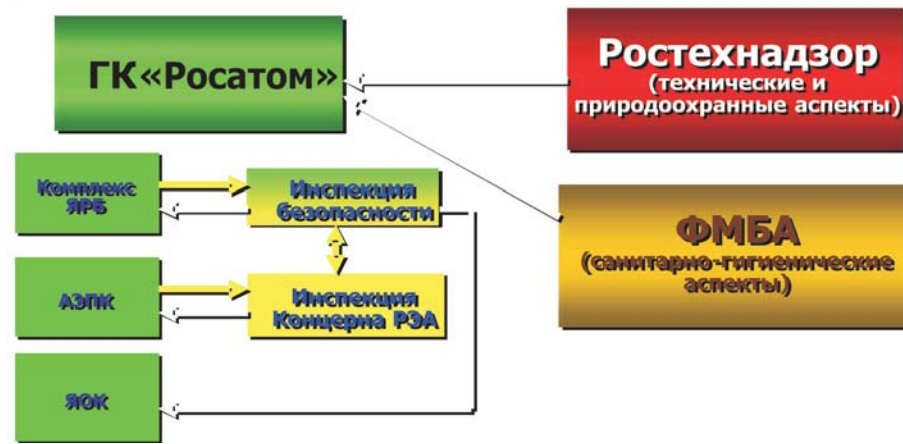 ГК«Росатом»
Ростехнадзор
(технические и
природоохранные аспекты)
Комплекс
ЯРБ
Инспекция
безопасности
ФМБА
(санитарно-гигиенические
аспекты)
АЭПК
Инспекция
Концерна РЭА
ЯОК